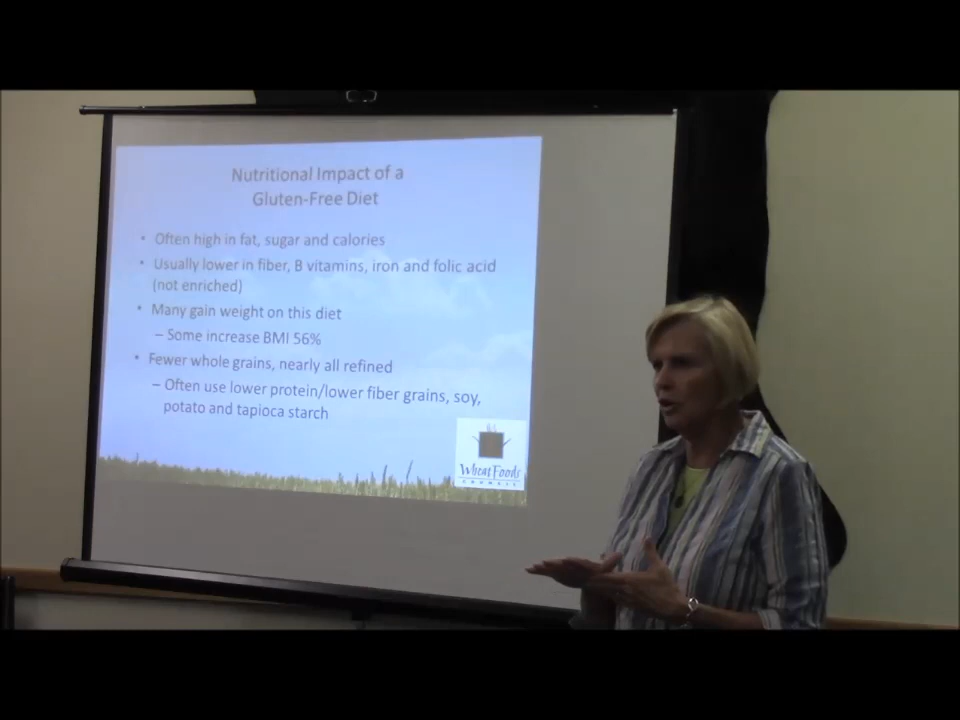 Nutritional Impact of a
Gluten-Free Diet
• Often high in fat, sugar and calories
• Usually lower in fiber, B vitamins, iron and folic acid
(not enriched)
• Many gain weight on this diet
– Some increase BMI 56%
• Fewer whole grains, nearly all refined
– Often use lower protein/lower fiber grains, soy,
potato and tapioca starch
Wheat Foods
COUNCIL